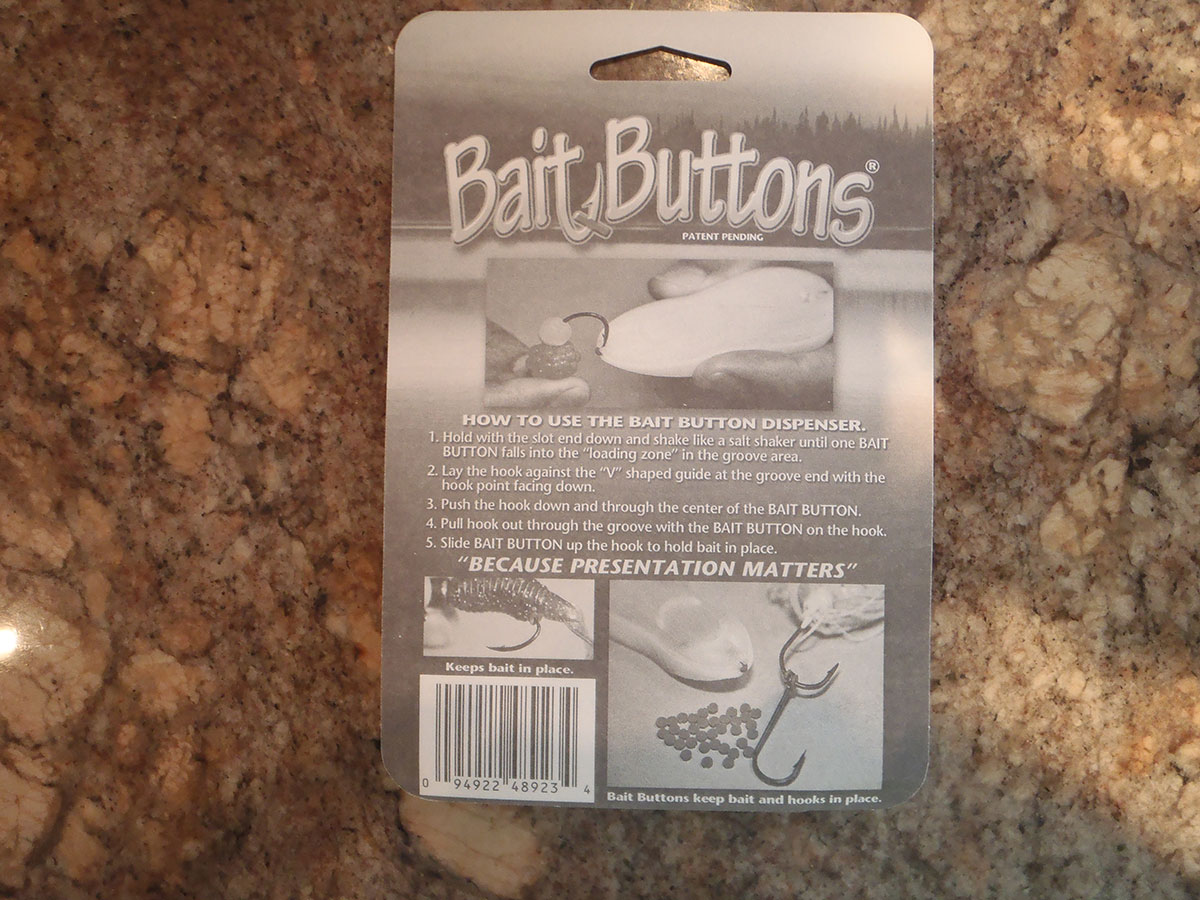 Bait Buttons®
PATENT PENDING
HOW TO USE THE BAIT BUTTON DISPENSER.
1. Hold with the slot end down and shake like a salt shaker until one BAIT
BUTTON falls into the “loading zone” in the groove area.
2. Lay the hook against the “V” shaped guide at the groove end with the
hook point facing down.
3. Push the hook down and through the center of the BAIT BUTTON.
4. Pull hook out through the groove with the BAIT BUTTON on the hook.
5. Slide BAIT BUTTON up the hook to hold bait in place.
“BECAUSE PRESENTATION MATTERS”
Keeps bait in place.
0 94922 48923 4
Bait Buttons keep bait and hooks in place.